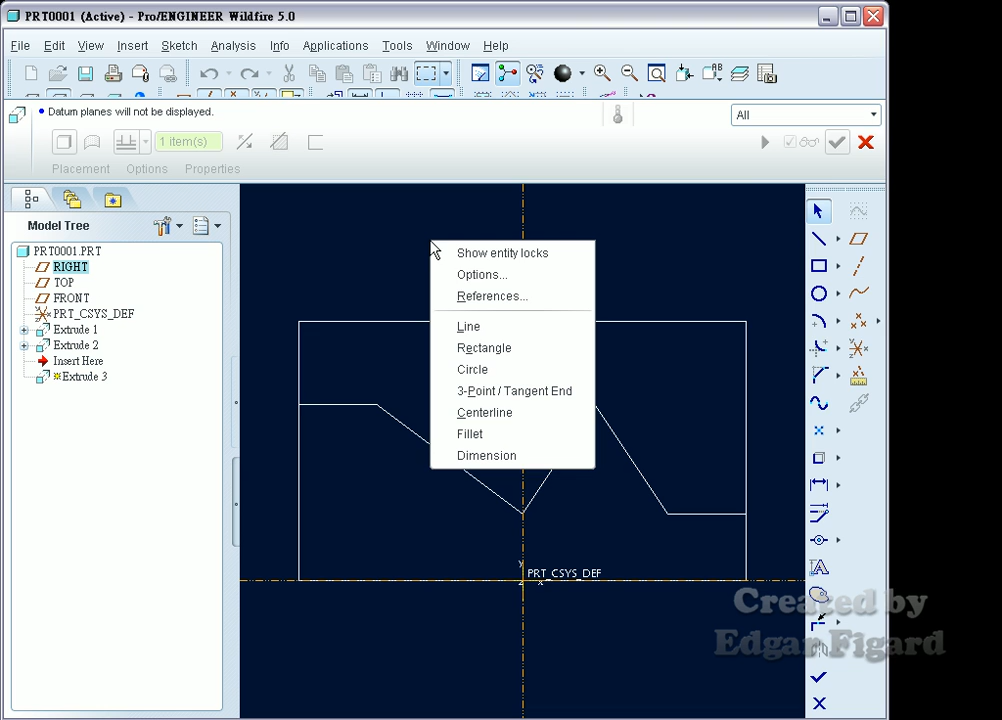 PRT0001 (Active) - Pro/ENGINEER Wildfire 5.0
File Edit View Insert Sketch Analysis Info Applications Tools Window Help
Datum planes will not be displayed.
All
1 item(s)
Placement Options Properties
Model Tree
PRT0001.PRT
RIGHT
TOP
FRONT
PRT_CSYS_DEF
Extrude 1
Extrude 2
Insert Here
Extrude 3
Show entity locks
Options...
References...
Line
Rectangle
Circle
3-Point / Tangent End
Centerline
Fillet
Dimension
y
PRT_CSYS_DEF
z x
Created by
Edgar Figard